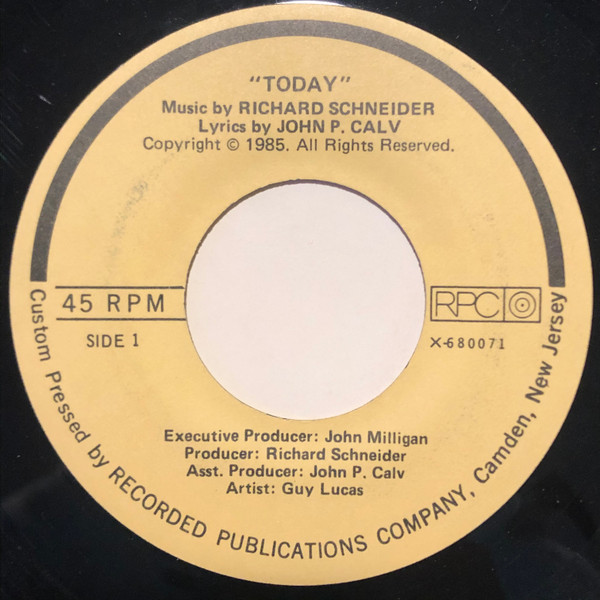 "TODAY"
Music by RICHARD SCHNEIDER
Lyrics by JOHN P. CALV
Copyright © 1985. All Rights Reserved.
45 RPM
SIDE 1
RPC
X-680071
Executive Producer: John Milligan
Producer: Richard Schneider
Asst. Producer: John P. Calv
Artist: Guy Lucas
Custom Pressed by RECORDED PUBLICATIONS COMPANY, Camden, New Jersey